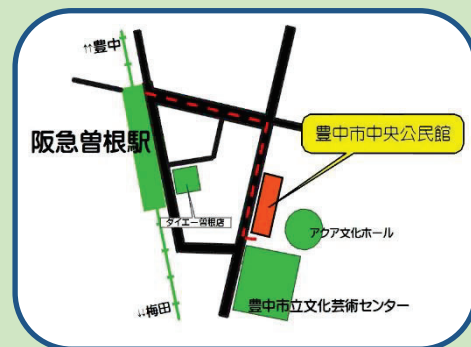 ↑↑豊中
阪急曽根駅
豊中市中央公民館
ダイエー曽根店
アクア文化ホール
豊中市立文化芸術センター
↓↓梅田